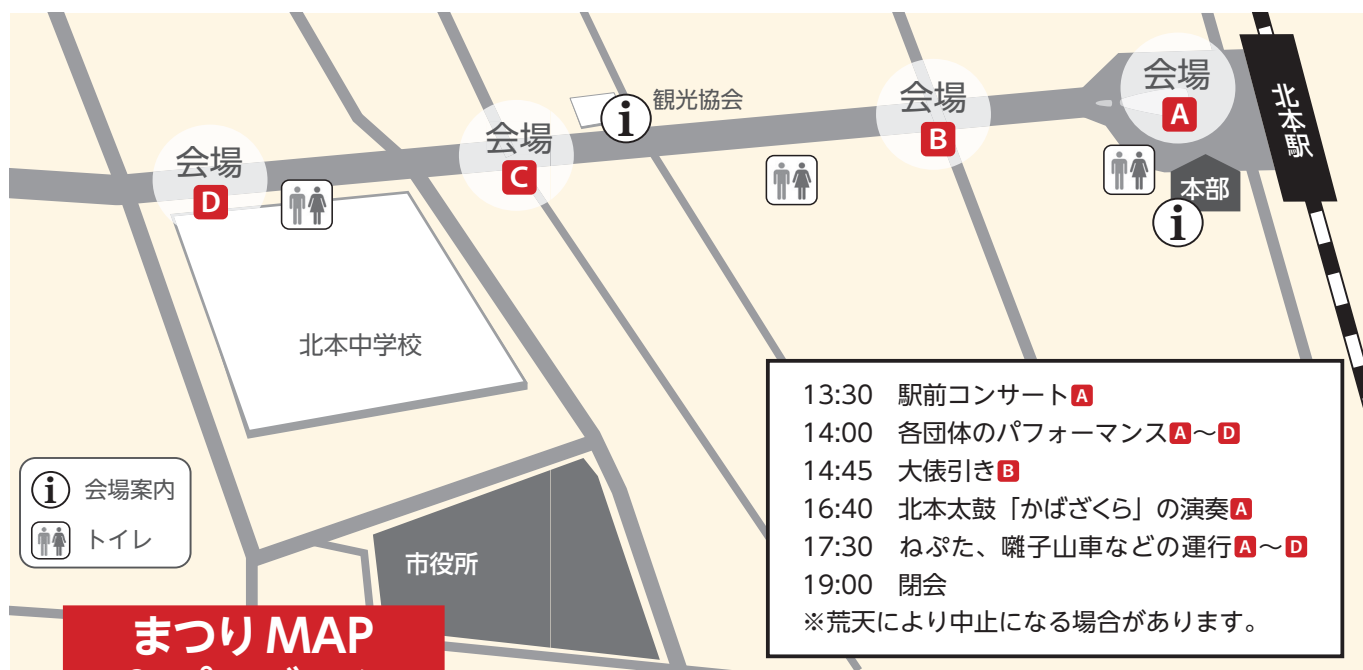 会場
A
北本駅
本部
i
観光協会
i
会場
B
会場
C
会場
D
北本中学校
市役所
i 会場案内
トイレ
13:30 駅前コンサートA
14:00 各団体のパフォーマンスA～D
14:45 大俵引きB
16:40 北本太鼓「かばざくら」の演奏A
17:30 ねぷた、囃子山車などの運行A～D
19:00 閉会
※荒天により中止になる場合があります。
まつりMAP